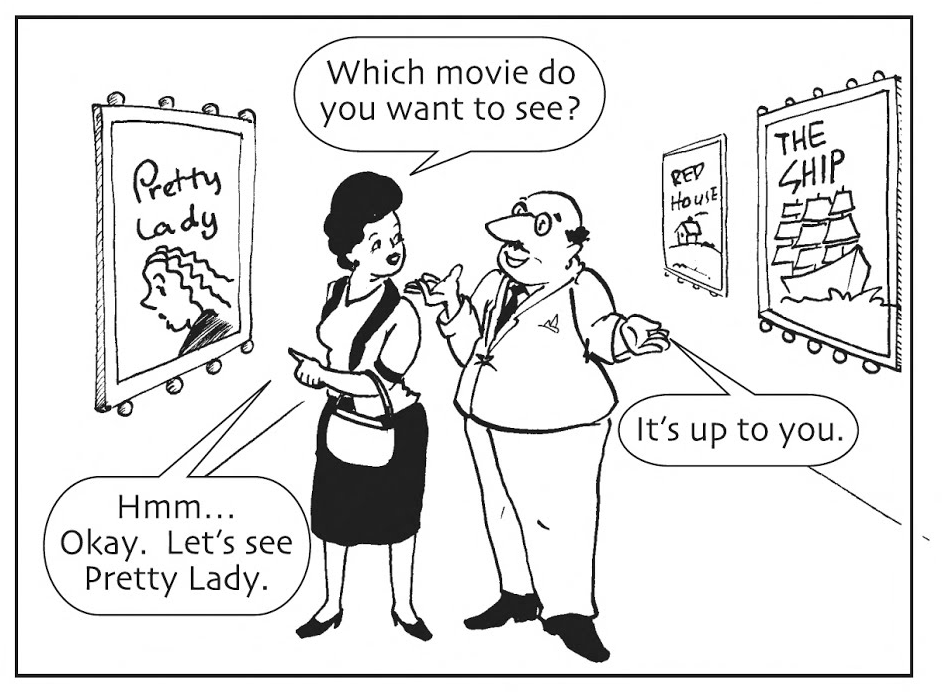 Which movie do
you want to see?
Pretty
Lady
RED
HOUSE
THE
SHIP
It's up to you.
Hmm...
Okay. Let's see
Pretty Lady.